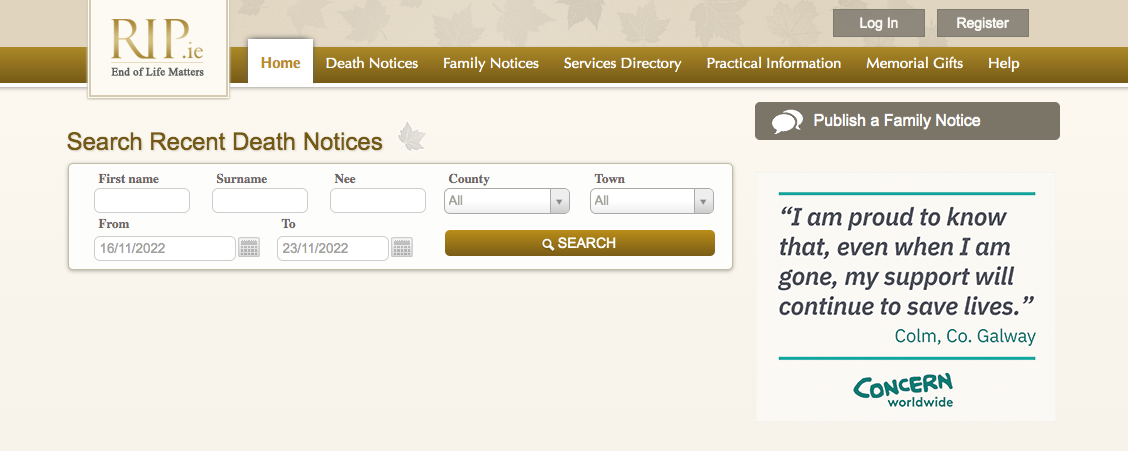 Log In
Register
RIP.ie
End of Life Matters
Home
Death Notices
Family Notices
Services Directory
Practical Information
Memorial Gifts
Help
Publish a Family Notice
Search Recent Death Notices
First name
Surname
Nee
County
Town
All
All
From
To
16/11/2022
23/11/2022
SEARCH
“I am proud to know
that, even when I am
gone, my support will
continue to save lives.”
Colm, Co. Galway
CONCERN
worldwide